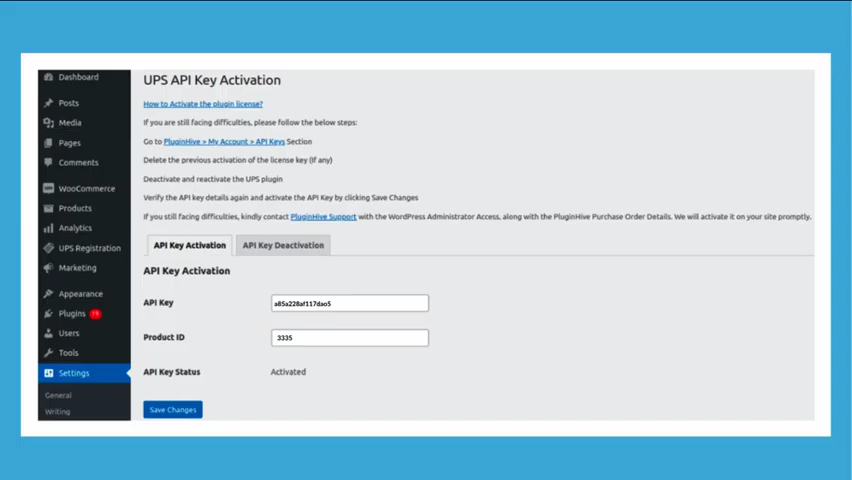 Dashboard
Posts
Media
Pages
Comments
WooCommerce
Products
Analytics
UPS Registration
Marketing
Appearance
Plugins 19
Users
Tools
Settings
General
Writing
UPS API Key Activation
How to Activate the plugin license?
If you are still facing difficulties, please follow the below steps:
Go to PluginHive > My Account > API Keys Section
Delete the previous activation of the license key (If any)
Deactivate and reactivate the UPS plugin
Verify the API key details again and activate the API Key by clicking Save Changes
If you still facing difficulties, kindly contact PluginHive Support with the WordPress Administrator Access, along with the PluginHive Purchase Order Details. We will activate it on your site promptly.
API Key Activation API Key Deactivation
API Key Activation
API Key a85a228af117dao5
Product ID 3335
API Key Status Activated
Save Changes